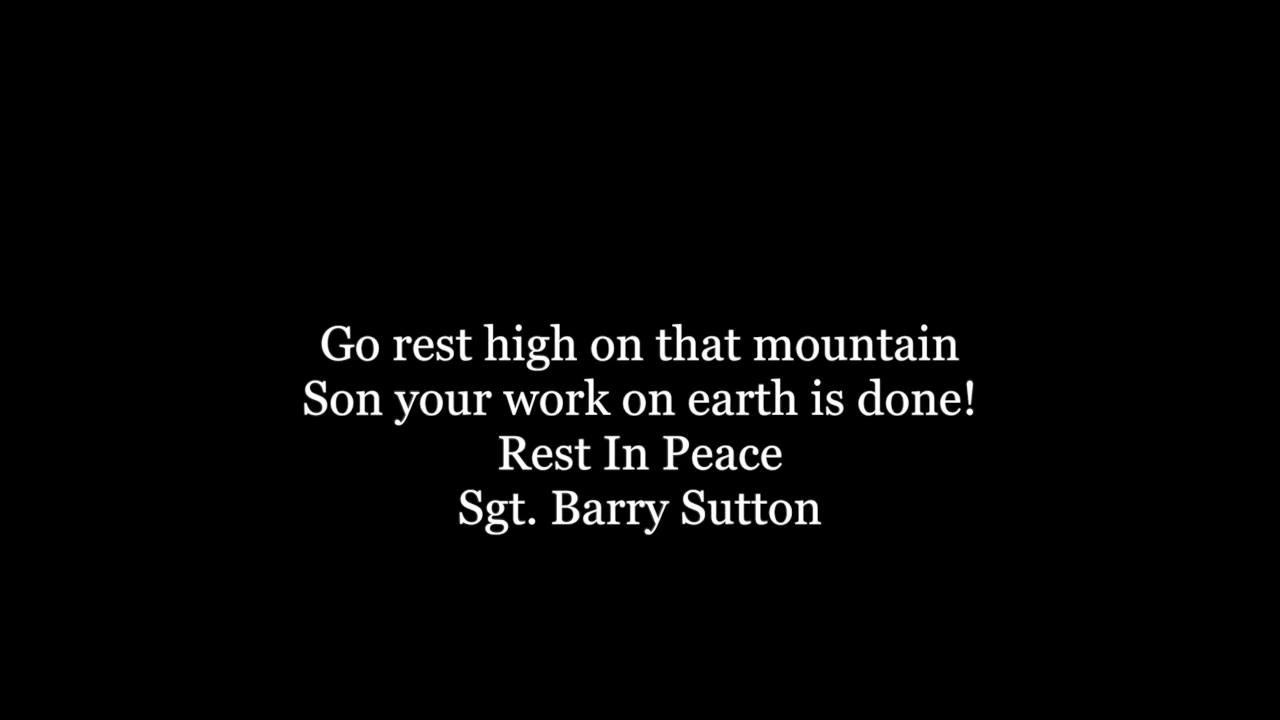 Go rest high on that mountain
Son your work on earth is done!
Rest In Peace
Sgt. Barry Sutton